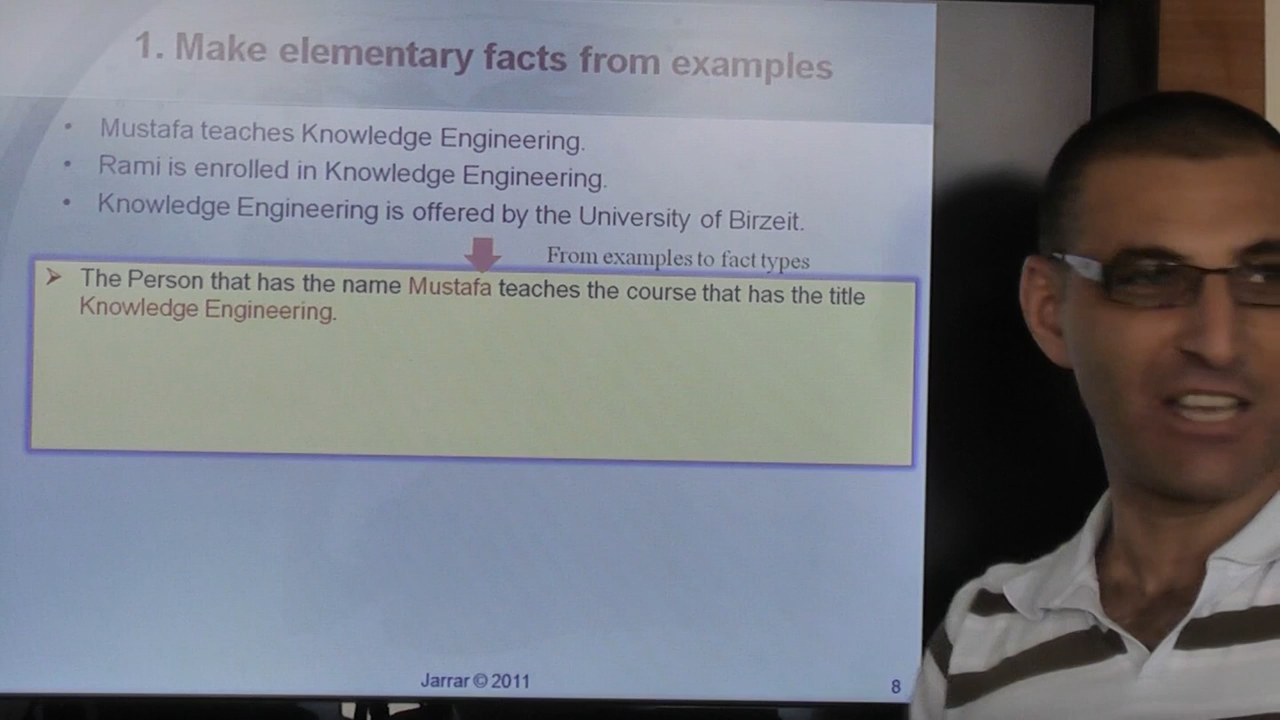 1. Make elementary facts from examples
• Mustafa teaches Knowledge Engineering.
• Rami is enrolled in Knowledge Engineering.
• Knowledge Engineering is offered by the University of Birzeit.
From examples to fact types
➢ The Person that has the name Mustafa teaches the course that has the title
Knowledge Engineering.
Jarrar © 2011
8